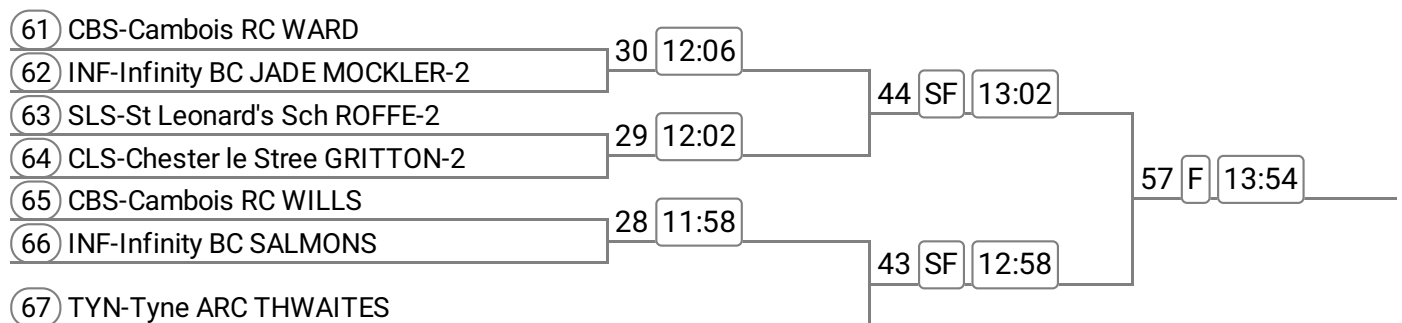 61 CBS-Cambois RC WARD
30 12:06
62 INF-Infinity BC JADE MOCKLER-2
44 SF 13:02
63 SLS-St Leonard's Sch ROFFE-2
29 12:02
64 CLS-Chester le Stree GRITTON-2
57 F 13:54
65 CBS-Cambois RC WILLS
28 11:58
66 INF-Infinity BC SALMONS
43 SF 12:58
67 TYN-Tyne ARC THWAITES